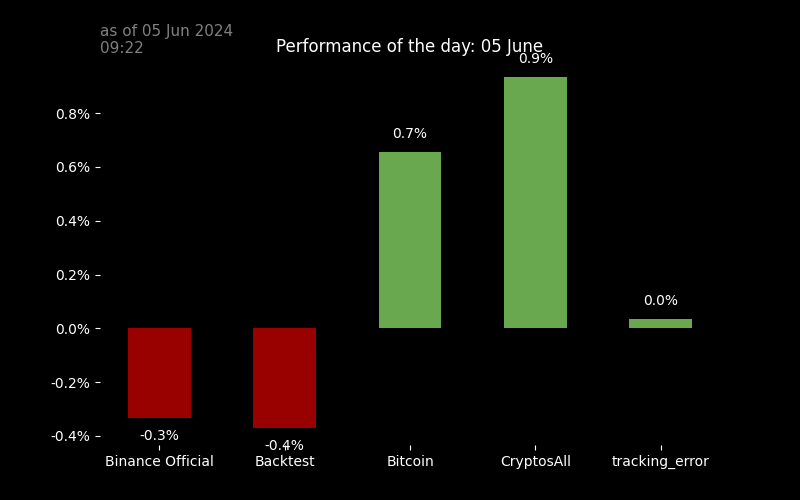 as of 05 Jun 2024
09:22
Performance of the day: 05 June
0.9%
0.8%
0.7%
0.6%
0.4%
0.2%
0.0%
0.0%
-0.2%
-0.4%
-0.3%
-0.4%
Binance Official
Backtest
Bitcoin
CryptosAll
tracking_error